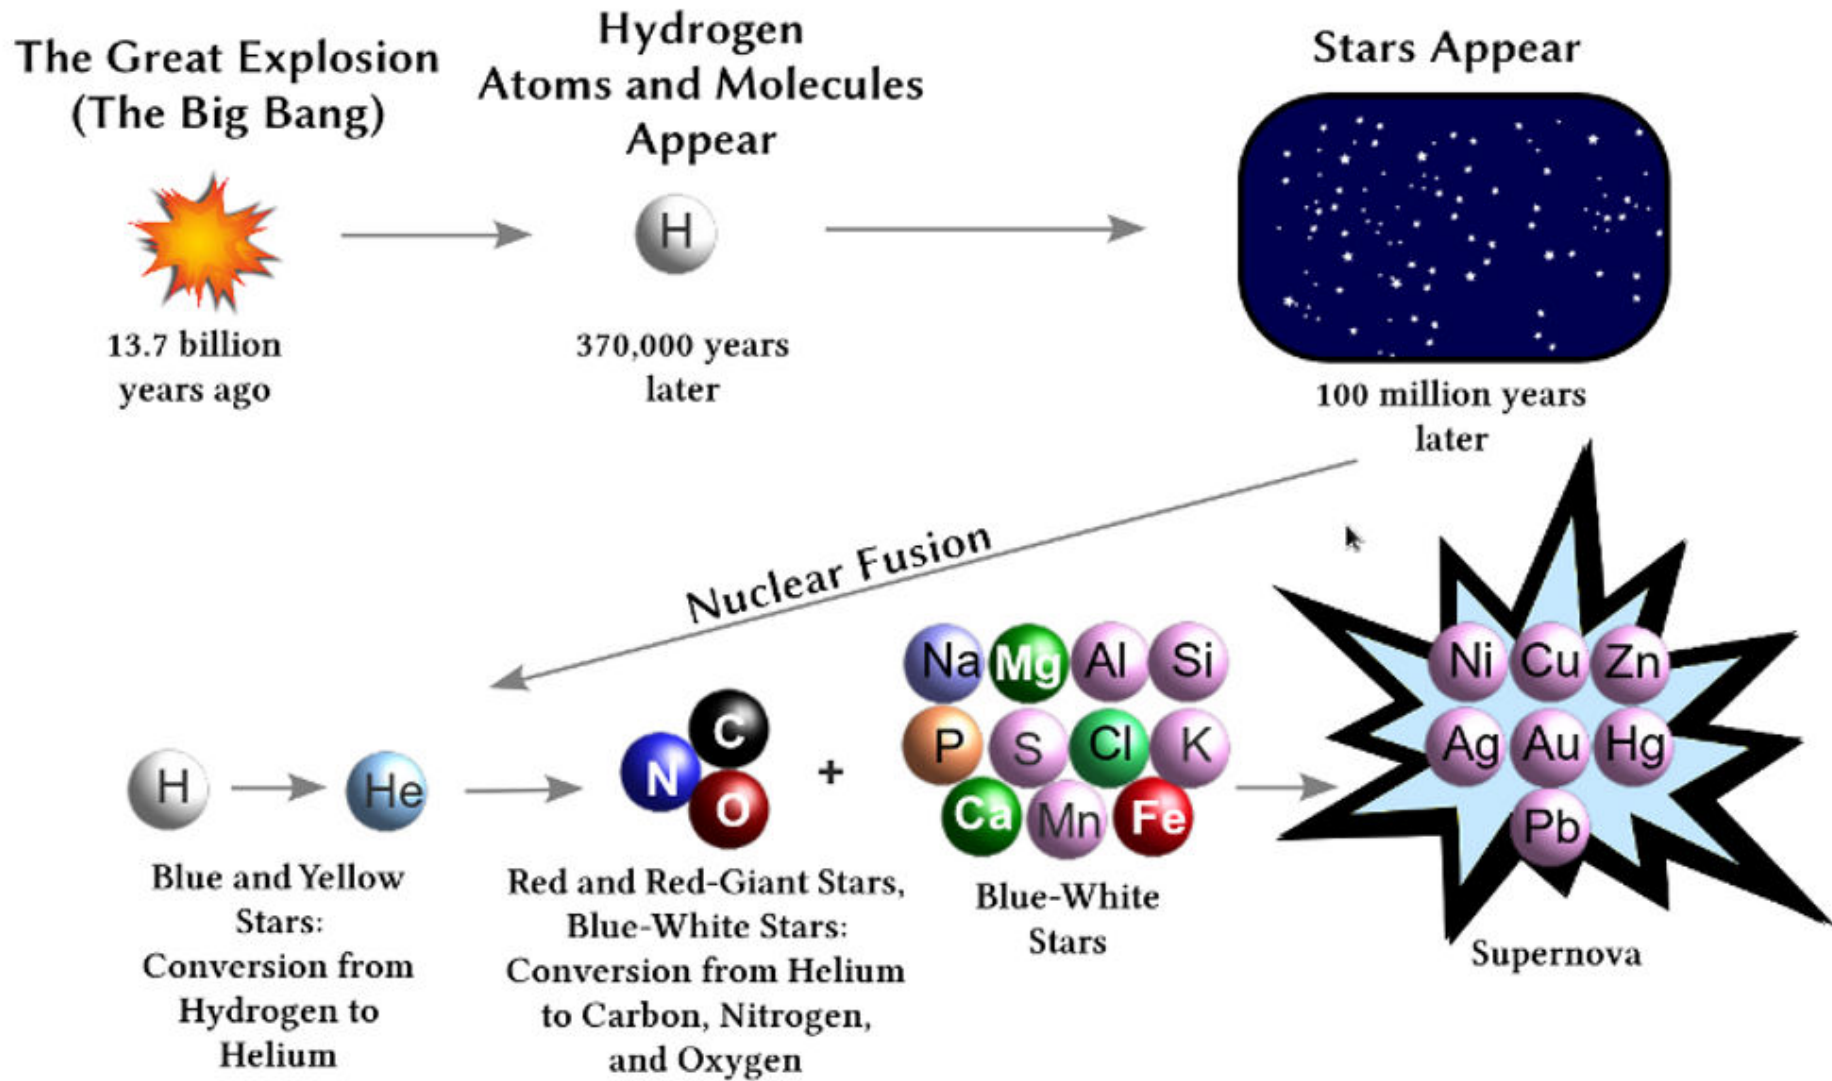 The Great Explosion
(The Big Bang)
13.7 billion
years ago
Hydrogen
Atoms and Molecules
Appear
H
370,000 years
later
Stars Appear
100 million years
later
Nuclear Fusion
H
He
Blue and Yellow
Stars:
Conversion from
Hydrogen to
Helium
C
N
O
Red and Red-Giant Stars,
Blue-White Stars:
Conversion from Helium
to Carbon, Nitrogen,
and Oxygen
+
Na Mg Al Si
P S Cl K
Ca Mn Fe
Blue-White
Stars
Ni Cu Zn
Ag Au Hg
Pb
Supernova